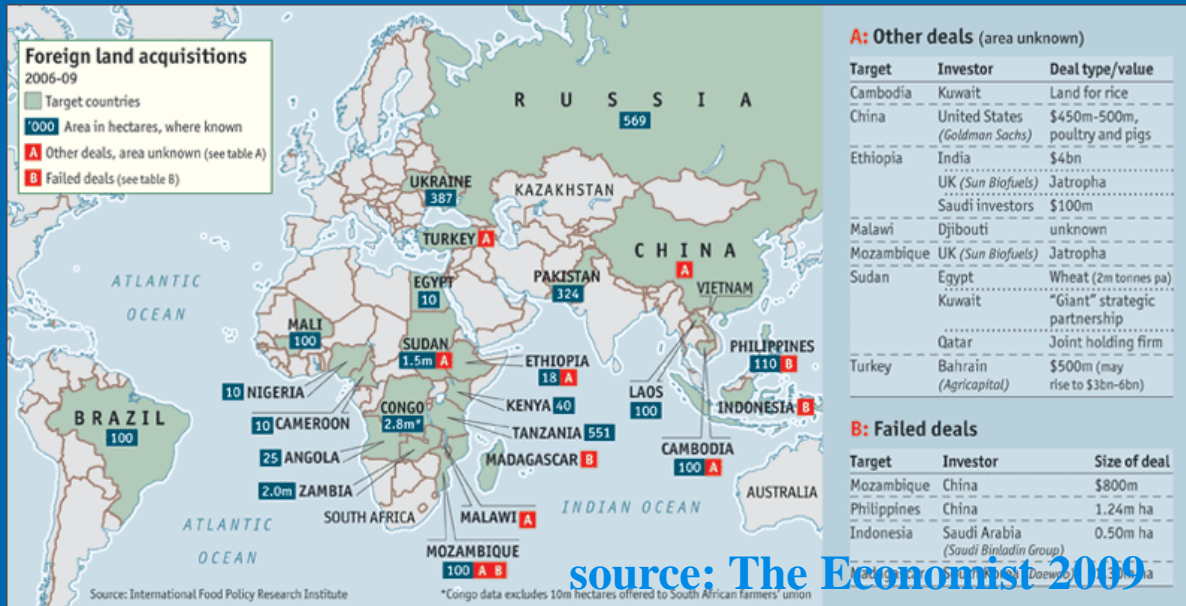 Foreign land acquisitions
2006-09
Target countries
'000 Area in hectares, where known
A Other deals, area unknown (see table A)
B Failed deals (see table B)
R U S S I A
569
UKRAINE
387
KAZAKHSTAN
TURKEY A
C H I N A
A
EGYPT
10
PAKISTAN
324
VIETNAM
ATLANTIC
OCEAN
MALI
100
SUDAN
1.5m A
ETHIOPIA
18 A
PHILIPPINES
110 B
10 NIGERIA
LAOS
100
KENYA 40
INDONESIA B
BRAZIL
100
10 CAMEROON
CONGO
2.8m*
TANZANIA 551
25 ANGOLA
MADAGASCAR B
CAMBODIA
100 A
2.0m ZAMBIA
INDIAN OCEAN
AUSTRALIA
SOUTH AFRICA
MALAWI A
ATLANTIC
OCEAN
MOZAMBIQUE
100 A B
Source: International Food Policy Research Institute
*Congo data excludes 10m hectares offered to South African farmers' union
A: Other deals (area unknown)
Target Investor Deal type/value
Cambodia Kuwait Land for rice
China United States $450m-500m,
(Goldman Sachs) poultry and pigs
Ethiopia India $4bn
UK (Sun Biofuels) Jatropha
Saudi investors $100m
Malawi Djibouti unknown
Mozambique UK (Sun Biofuels) Jatropha
Sudan Egypt Wheat (2m tonnes pa)
Kuwait "Giant" strategic
partnership
Qatar Joint holding firm
Turkey Bahrain $500m (may
(Agricapital) rise to $3bn-6bn)
B: Failed deals
Target Investor Size of deal
Mozambique China $800m
Philippines China 1.24m ha
Indonesia Saudi Arabia 0.50m ha
(Saudi Binladin Group)
Madagascar South Korea (Daewoo) ha
source: The Economist 2009